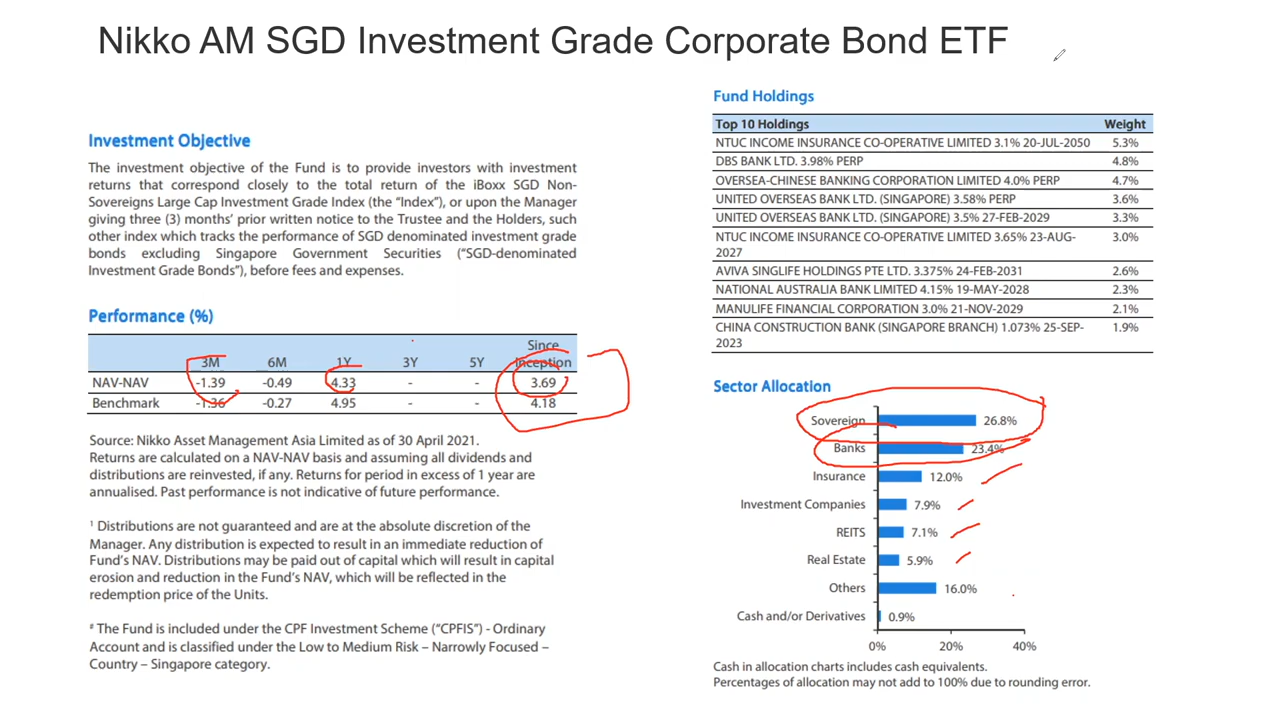 Nikko AM SGD Investment Grade Corporate Bond ETF
Investment Objective
The investment objective of the Fund is to provide investors with investment
returns that correspond closely to the total return of the iBoxx SGD Non-
Sovereigns Large Cap Investment Grade Index (the “Index”), or upon the Manager
giving three (3) months’ prior written notice to the Trustee and the Holders, such
other index which tracks the performance of SGD denominated investment grade
bonds excluding Singapore Government Securities (“SGD-denominated
Investment Grade Bonds”), before fees and expenses.
Performance (%)
Since
3M 6M 1Y 3Y 5Y Inception
NAV-NAV -1.39 -0.49 4.33 - - 3.69
Benchmark -1.36 -0.27 4.95 - - 4.18
Source: Nikko Asset Management Asia Limited as of 30 April 2021.
Returns are calculated on a NAV-NAV basis and assuming all dividends and
distributions are reinvested, if any. Returns for period in excess of 1 year are
annualised. Past performance is not indicative of future performance.
¹ Distributions are not guaranteed and are at the absolute discretion of the
Manager. Any distribution is expected to result in an immediate reduction of
Fund’s NAV. Distributions may be paid out of capital which will result in capital
erosion and reduction in the Fund’s NAV, which will be reflected in the
redemption price of the Units.
# The Fund is included under the CPF Investment Scheme (“CPFIS”) - Ordinary
Account and is classified under the Low to Medium Risk – Narrowly Focused –
Country – Singapore category.
Fund Holdings
Top 10 Holdings Weight
NTUC INCOME INSURANCE CO-OPERATIVE LIMITED 3.1% 20-JUL-2050 5.3%
DBS BANK LTD. 3.98% PERP 4.8%
OVERSEA-CHINESE BANKING CORPORATION LIMITED 4.0% PERP 4.7%
UNITED OVERSEAS BANK LTD. (SINGAPORE) 3.58% PERP 3.6%
UNITED OVERSEAS BANK LTD. (SINGAPORE) 3.5% 27-FEB-2029 3.3%
NTUC INCOME INSURANCE CO-OPERATIVE LIMITED 3.65% 23-AUG- 3.0%
2027
AVIVA SINGLIFE HOLDINGS PTE LTD. 3.375% 24-FEB-2031 2.6%
NATIONAL AUSTRALIA BANK LIMITED 4.15% 19-MAY-2028 2.3%
MANULIFE FINANCIAL CORPORATION 3.0% 21-NOV-2029 2.1%
CHINA CONSTRUCTION BANK (SINGAPORE BRANCH) 1.073% 25-SEP- 1.9%
2023
Sector Allocation
Sovereign 26.8%
Banks 23.4%
Insurance 12.0%
Investment Companies 7.9%
REITS 7.1%
Real Estate 5.9%
Others 16.0%
Cash and/or Derivatives 0.9%
0% 20% 40%
Cash in allocation charts includes cash equivalents.
Percentages of allocation may not add to 100% due to rounding error.